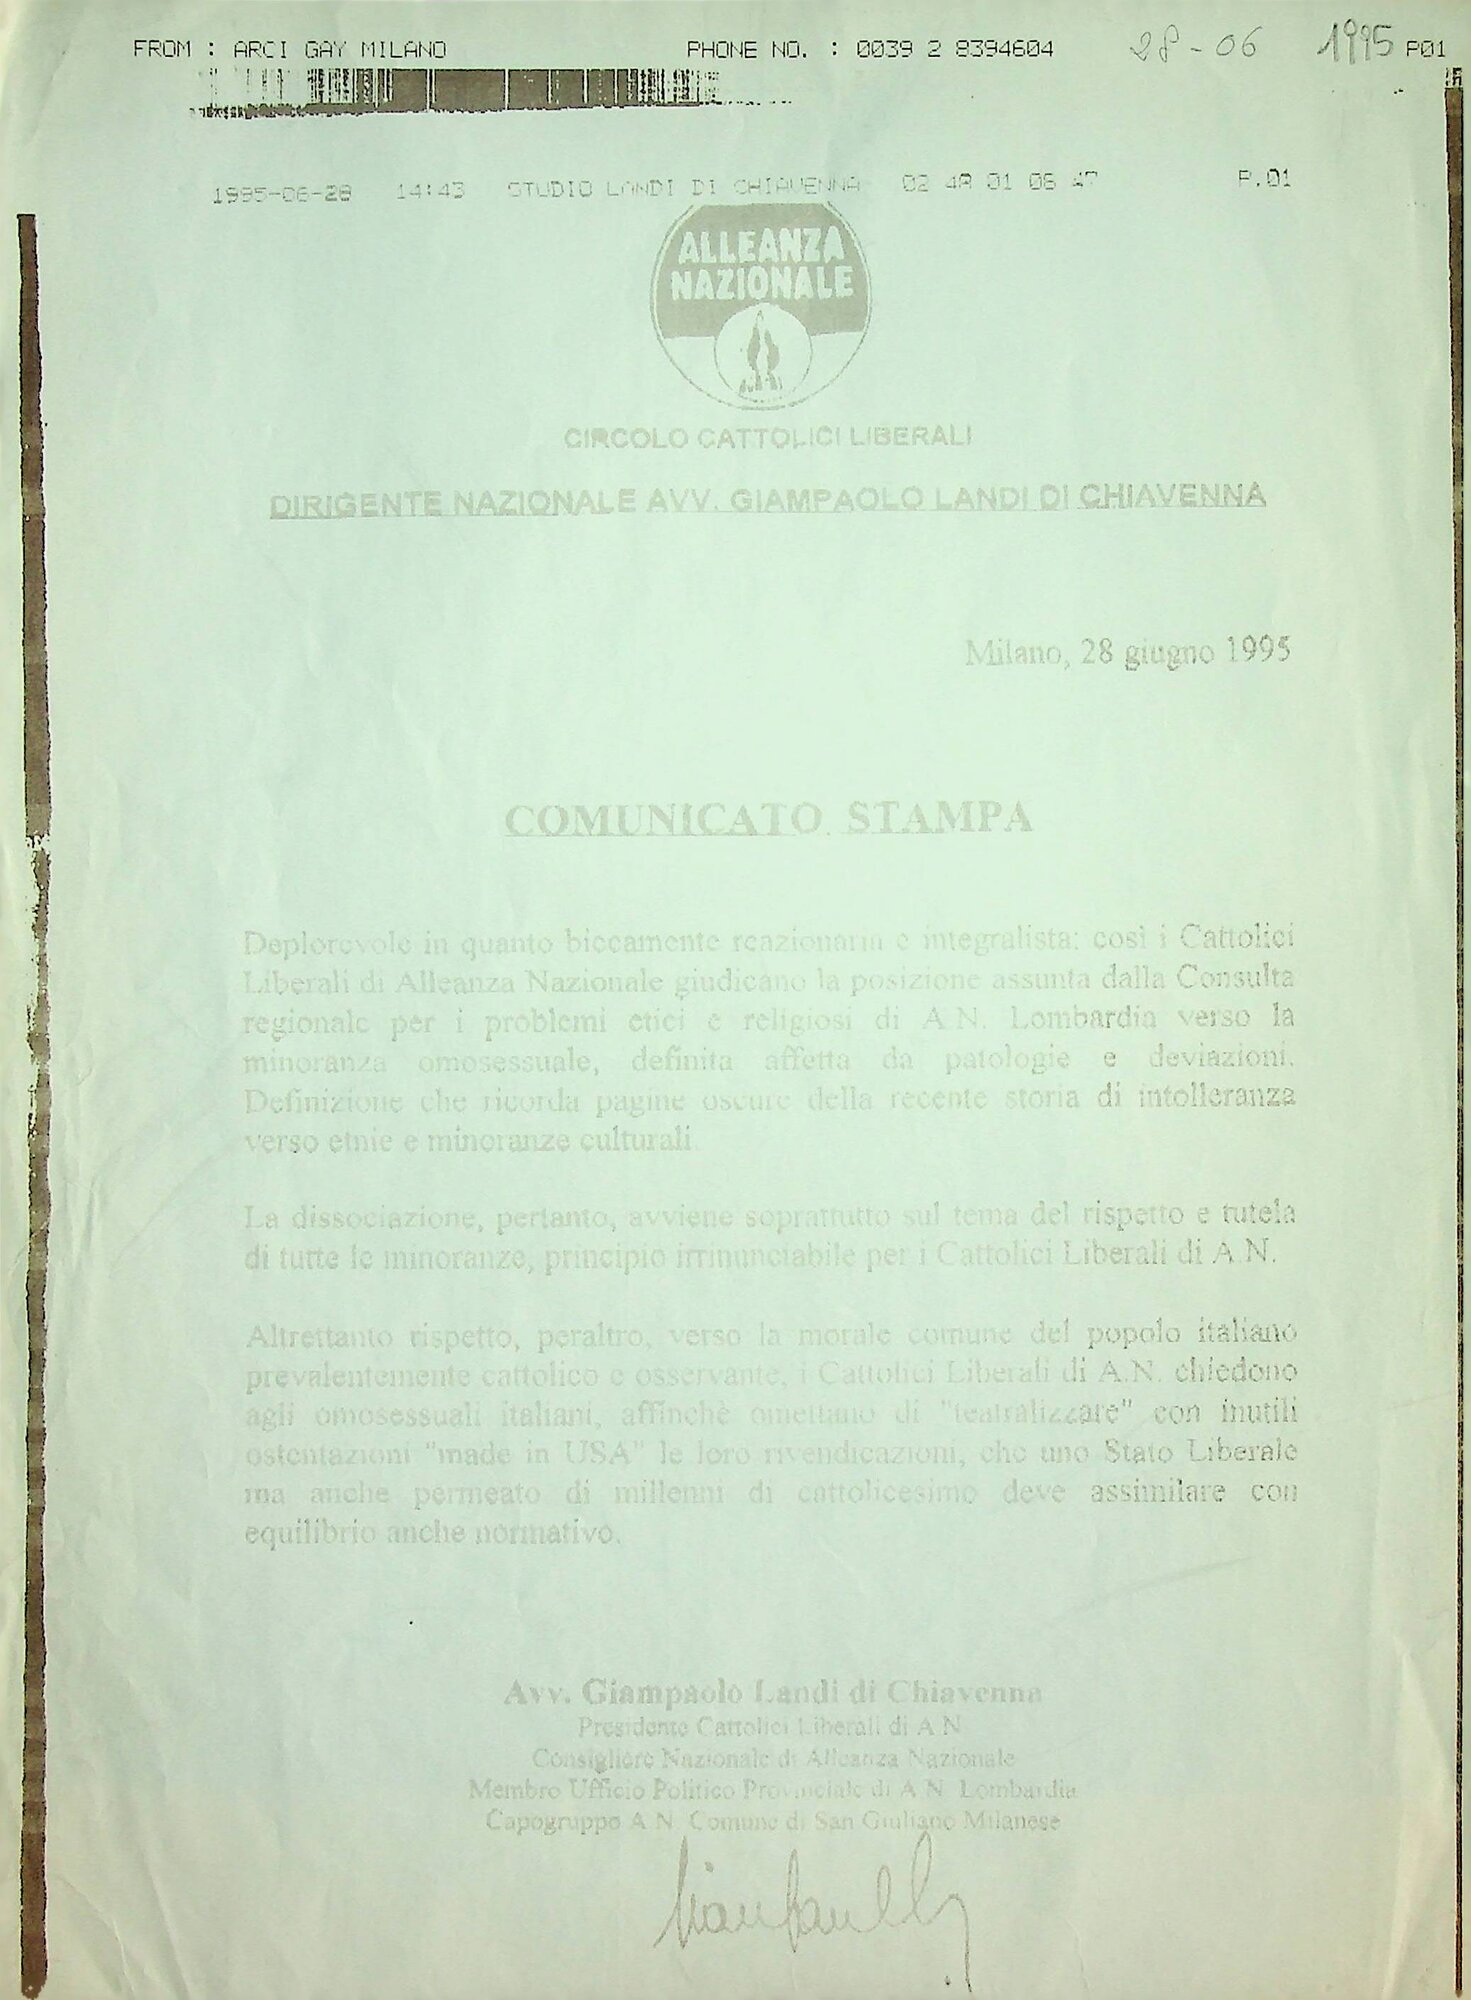 FROM : ARCI GAY MILANO PHONE NO. : 0039 2 8394604 28-06 1995 P01
1995-06-28 14:43 STUDIO LANDI DI CHIAVENNA 02 48 01 06 47 P.01
ALLEANZA
NAZIONALE
CIRCOLO CATTOLICI LIBERALI
DIRIGENTE NAZIONALE AVV. GIAMPAOLO LANDI DI CHIAVENNA
Milano, 28 giugno 1995
COMUNICATO STAMPA
Deplorevole in quanto biecamente reazionaria e integralista: così i Cattolici
Liberali di Alleanza Nazionale giudicano la posizione assunta dalla Consulta
regionale per i problemi etici e religiosi di A.N. Lombardia verso la
minoranza omosessuale, definita affetta da patologie e deviazioni.
Definizione che ricorda pagine oscure della recente storia di intolleranza
verso etnie e minoranze culturali.
La dissociazione, pertanto, avviene soprattutto sul tema del rispetto e tutela
di tutte le minoranze, principio irrinunciabile per i Cattolici Liberali di A.N.
Altrettanto rispetto, peraltro, verso la morale comune del popolo italiano
prevalentemente cattolico e osservante, i Cattolici Liberali di A.N. chiedono
agli omosessuali italiani, affinchè omettano di "teatralizzare" con inutili
ostentazioni "made in USA" le loro rivendicazioni, che uno Stato Liberale
ma anche permeato di millenni di cattolicesimo deve assimilare con
equilibrio anche normativo.
Avv. Giampaolo Landi di Chiavenna
Presidente Cattolici Liberali di A.N.
Consigliere Nazionale di Alleanza Nazionale
Membro Ufficio Politico Provinciale di A.N. Lombardia
Capogruppo A.N. Comune di San Giuliano Milanese